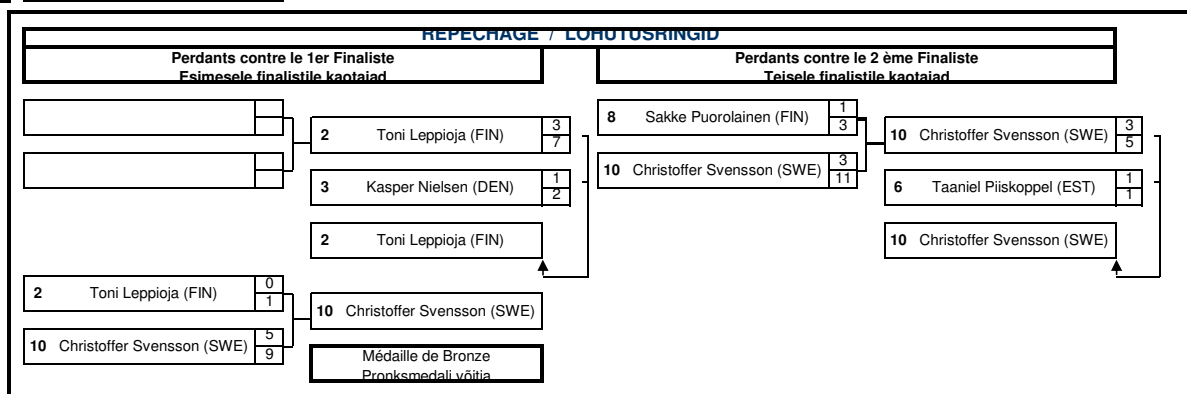 REPECHAGE / LOHUTUSRINGID
Perdants contre le 1er Finaliste
Esimesele finalistile kaotajad
Perdants contre le 2 ème Finaliste
Teisele finalistile kaotajad
2 Toni Leppioja (FIN) 3
7
3 Kasper Nielsen (DEN) 1
2
2 Toni Leppioja (FIN)
8 Sakke Puorolainen (FIN) 1
3
10 Christoffer Svensson (SWE) 3
11
10 Christoffer Svensson (SWE) 3
5
6 Taaniel Piiskoppel (EST) 1
1
10 Christoffer Svensson (SWE)
2 Toni Leppioja (FIN) 0
1
10 Christoffer Svensson (SWE) 5
9
10 Christoffer Svensson (SWE)
Médaille de Bronze
Pronksmedali võitja